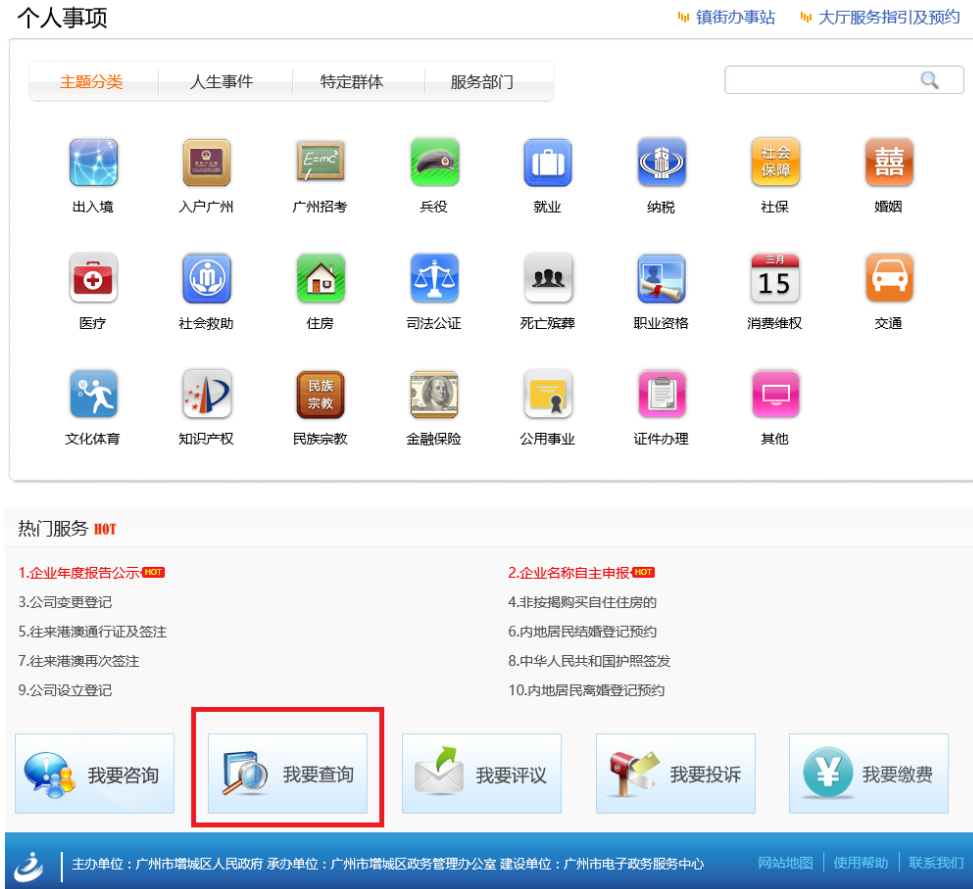 个人事项 镇街办事站 大厅服务指引及预约
主题分类 人生事件 特定群体 服务部门
E=mc² 社会 囍
保障
出入境 入户广州 广州招考 兵役 就业 纳税 社保 婚姻
三月
15
医疗 社会救助 住房 司法公证 死亡殡葬 职业资格 消费维权 交通
民族
宗教
文化体育 知识产权 民族宗教 金融保险 公用事业 证件办理 其他
热门服务 HOT
1.企业年度报告公示 HOT 2.企业名称自主申报 HOT
3.公司变更登记 4.非按揭购买自住住房的
5.往来港澳通行证及签注 6.内地居民结婚登记预约
7.往来港澳再次签注 8.中华人民共和国护照签发
9.公司设立登记 10.内地居民离婚登记预约
我要咨询 我要查询 我要评议 我要投诉 ¥ 我要缴费
主办单位：广州市增城区人民政府 承办单位：广州市增城区政务管理办公室 建设单位：广州市电子政务服务中心 网站地图 使用帮助 联系我们